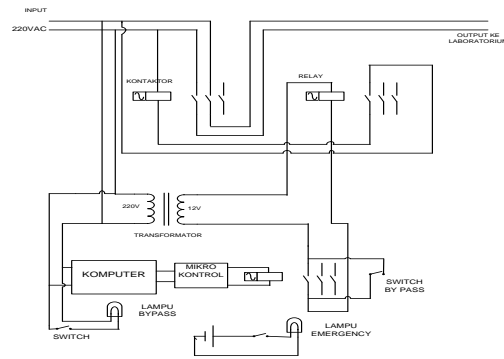 INPUT
220VAC
OUTPUT KE
LABORATORIUM
KONTAKTOR
RELAY
220V
12V
TRANSFORMATOR
KOMPUTER
MIKRO
KONTROL
SWITCH
BY PASS
LAMPU
BYPASS
SWITCH
LAMPU
EMERGENCY